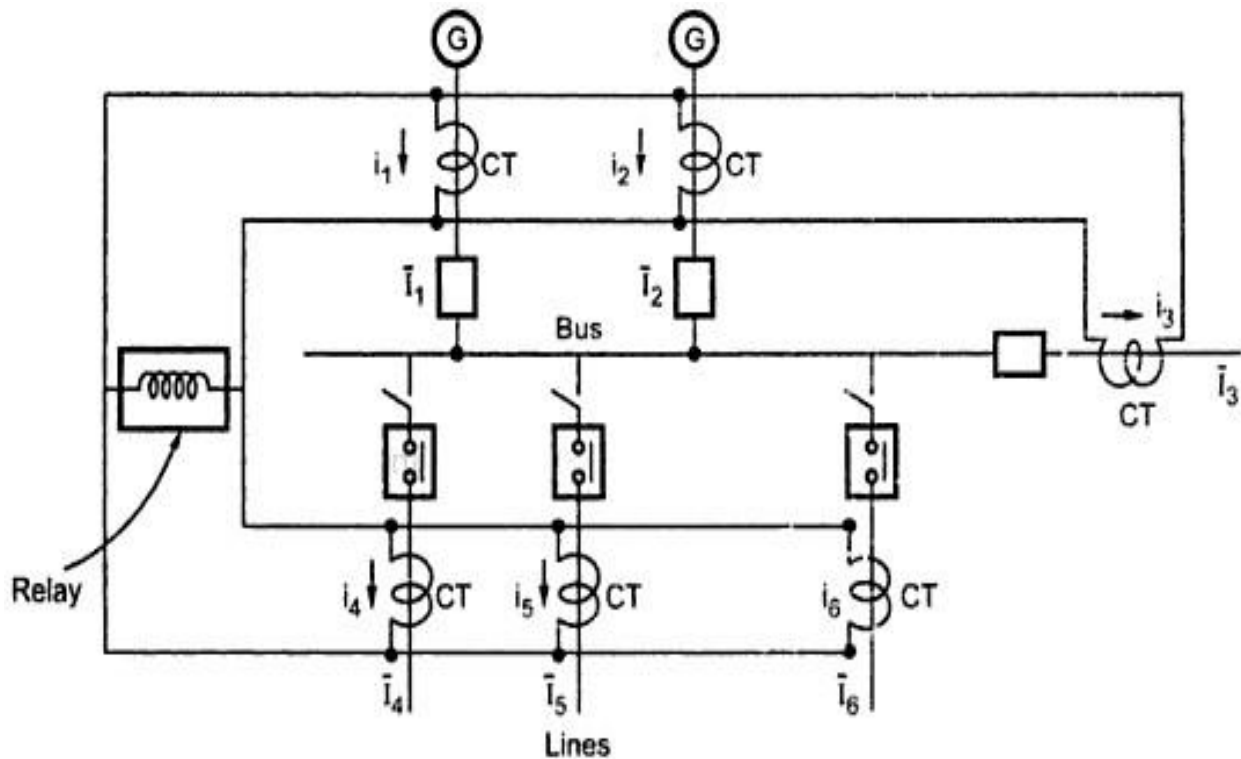 G G
i₁ CT i₂ CT
Ī₁ Ī₂
Bus
i₃
CT Ī₃
Relay
i₄ CT i₅ CT i₆ CT
Ī₄ Ī₅ Ī₆
Lines